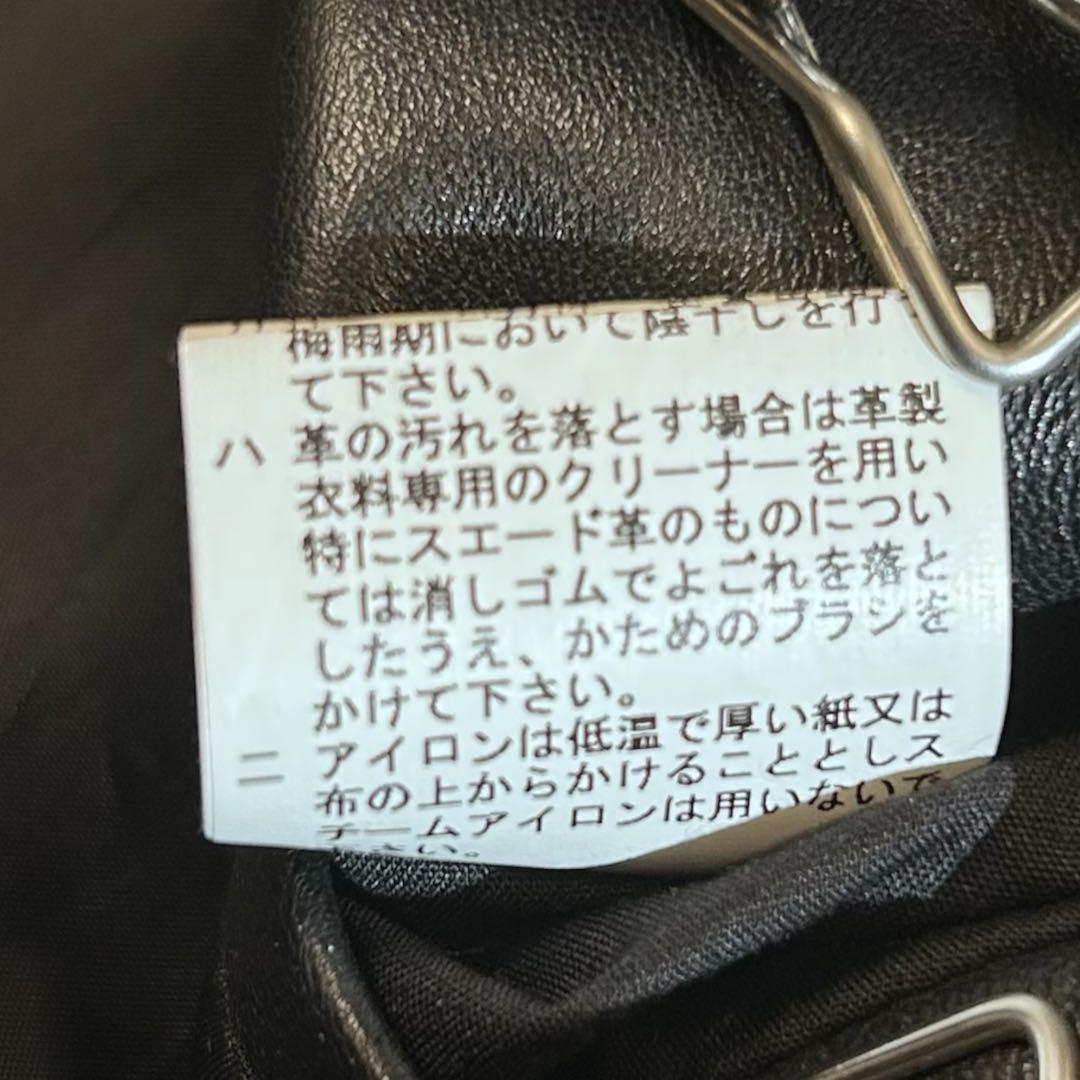 梅雨期において陰干しを行っ
て下さい。
ハ 革の汚れを落とす場合は革製
衣料専用のクリーナーを用い
特にスエード革のものについ
ては消しゴムでよごれを落と
したうえ、かためのブラシを
かけて下さい。
ニ アイロンは低温で厚い紙又は
布の上からかけることとしス
チームアイロンは用いないで
下さい。